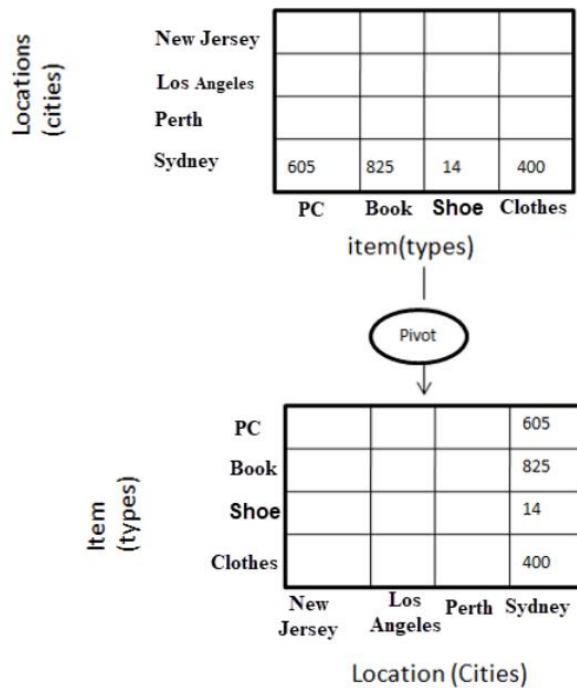 Locations
(cities)
New Jersey
Los Angeles
Perth
Sydney
605 825 14 400
PC Book Shoe Clothes
item(types)
Pivot
Item
(types)
PC 605
Book 825
Shoe 14
Clothes 400
New Los Perth Sydney
Jersey Angeles
Location (Cities)